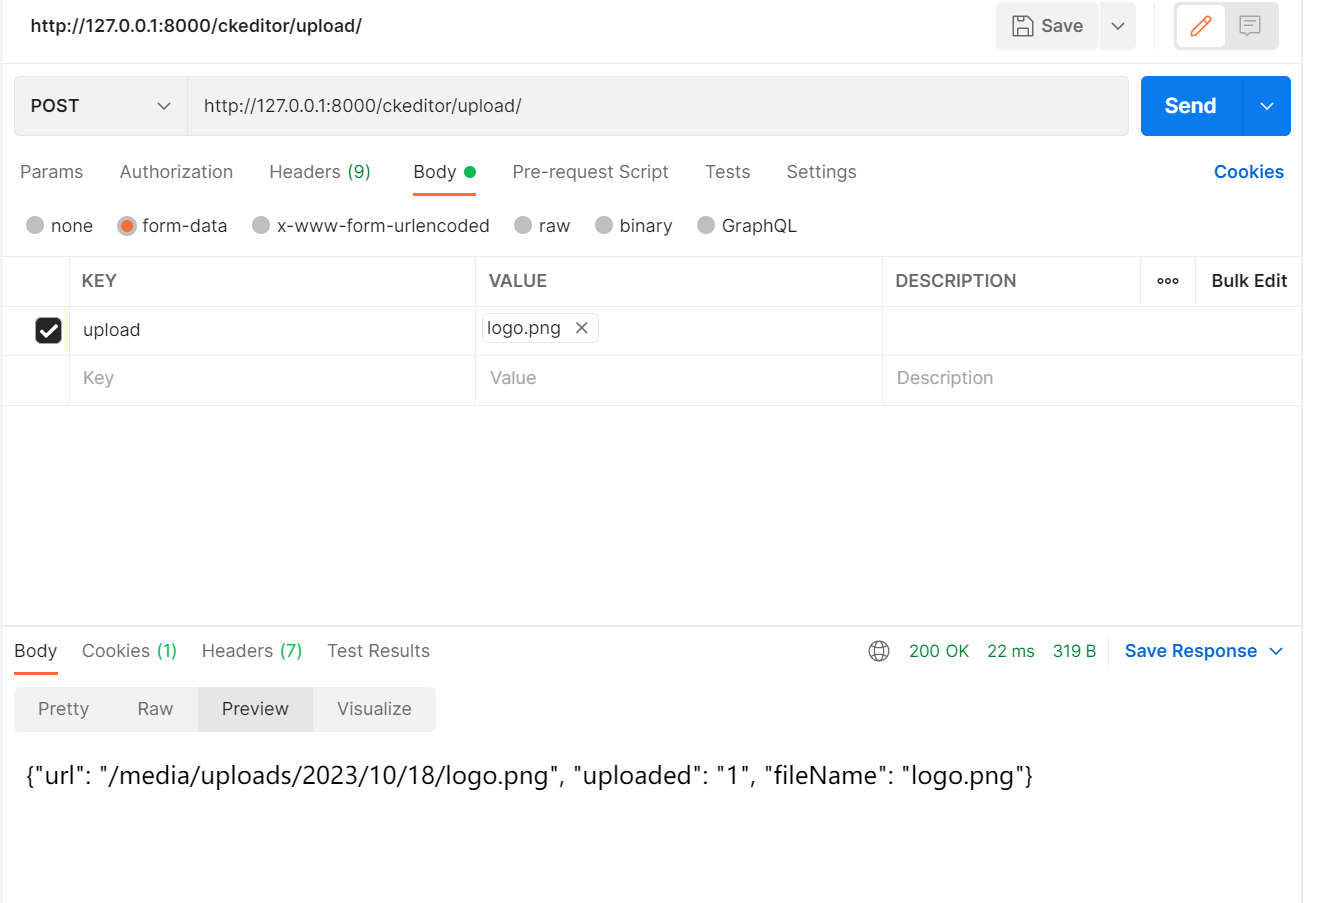 http://127.0.0.1:8000/ckeditor/upload/ Save
POST http://127.0.0.1:8000/ckeditor/upload/ Send
Params Authorization Headers (9) Body Pre-request Script Tests Settings Cookies
none form-data x-www-form-urlencoded raw binary GraphQL
KEY VALUE DESCRIPTION Bulk Edit
upload logo.png
Key Value Description
Body Cookies (1) Headers (7) Test Results 200 OK 22 ms 319 B Save Response
Pretty Raw Preview Visualize
{"url": "/media/uploads/2023/10/18/logo.png", "uploaded": "1", "fileName": "logo.png"}